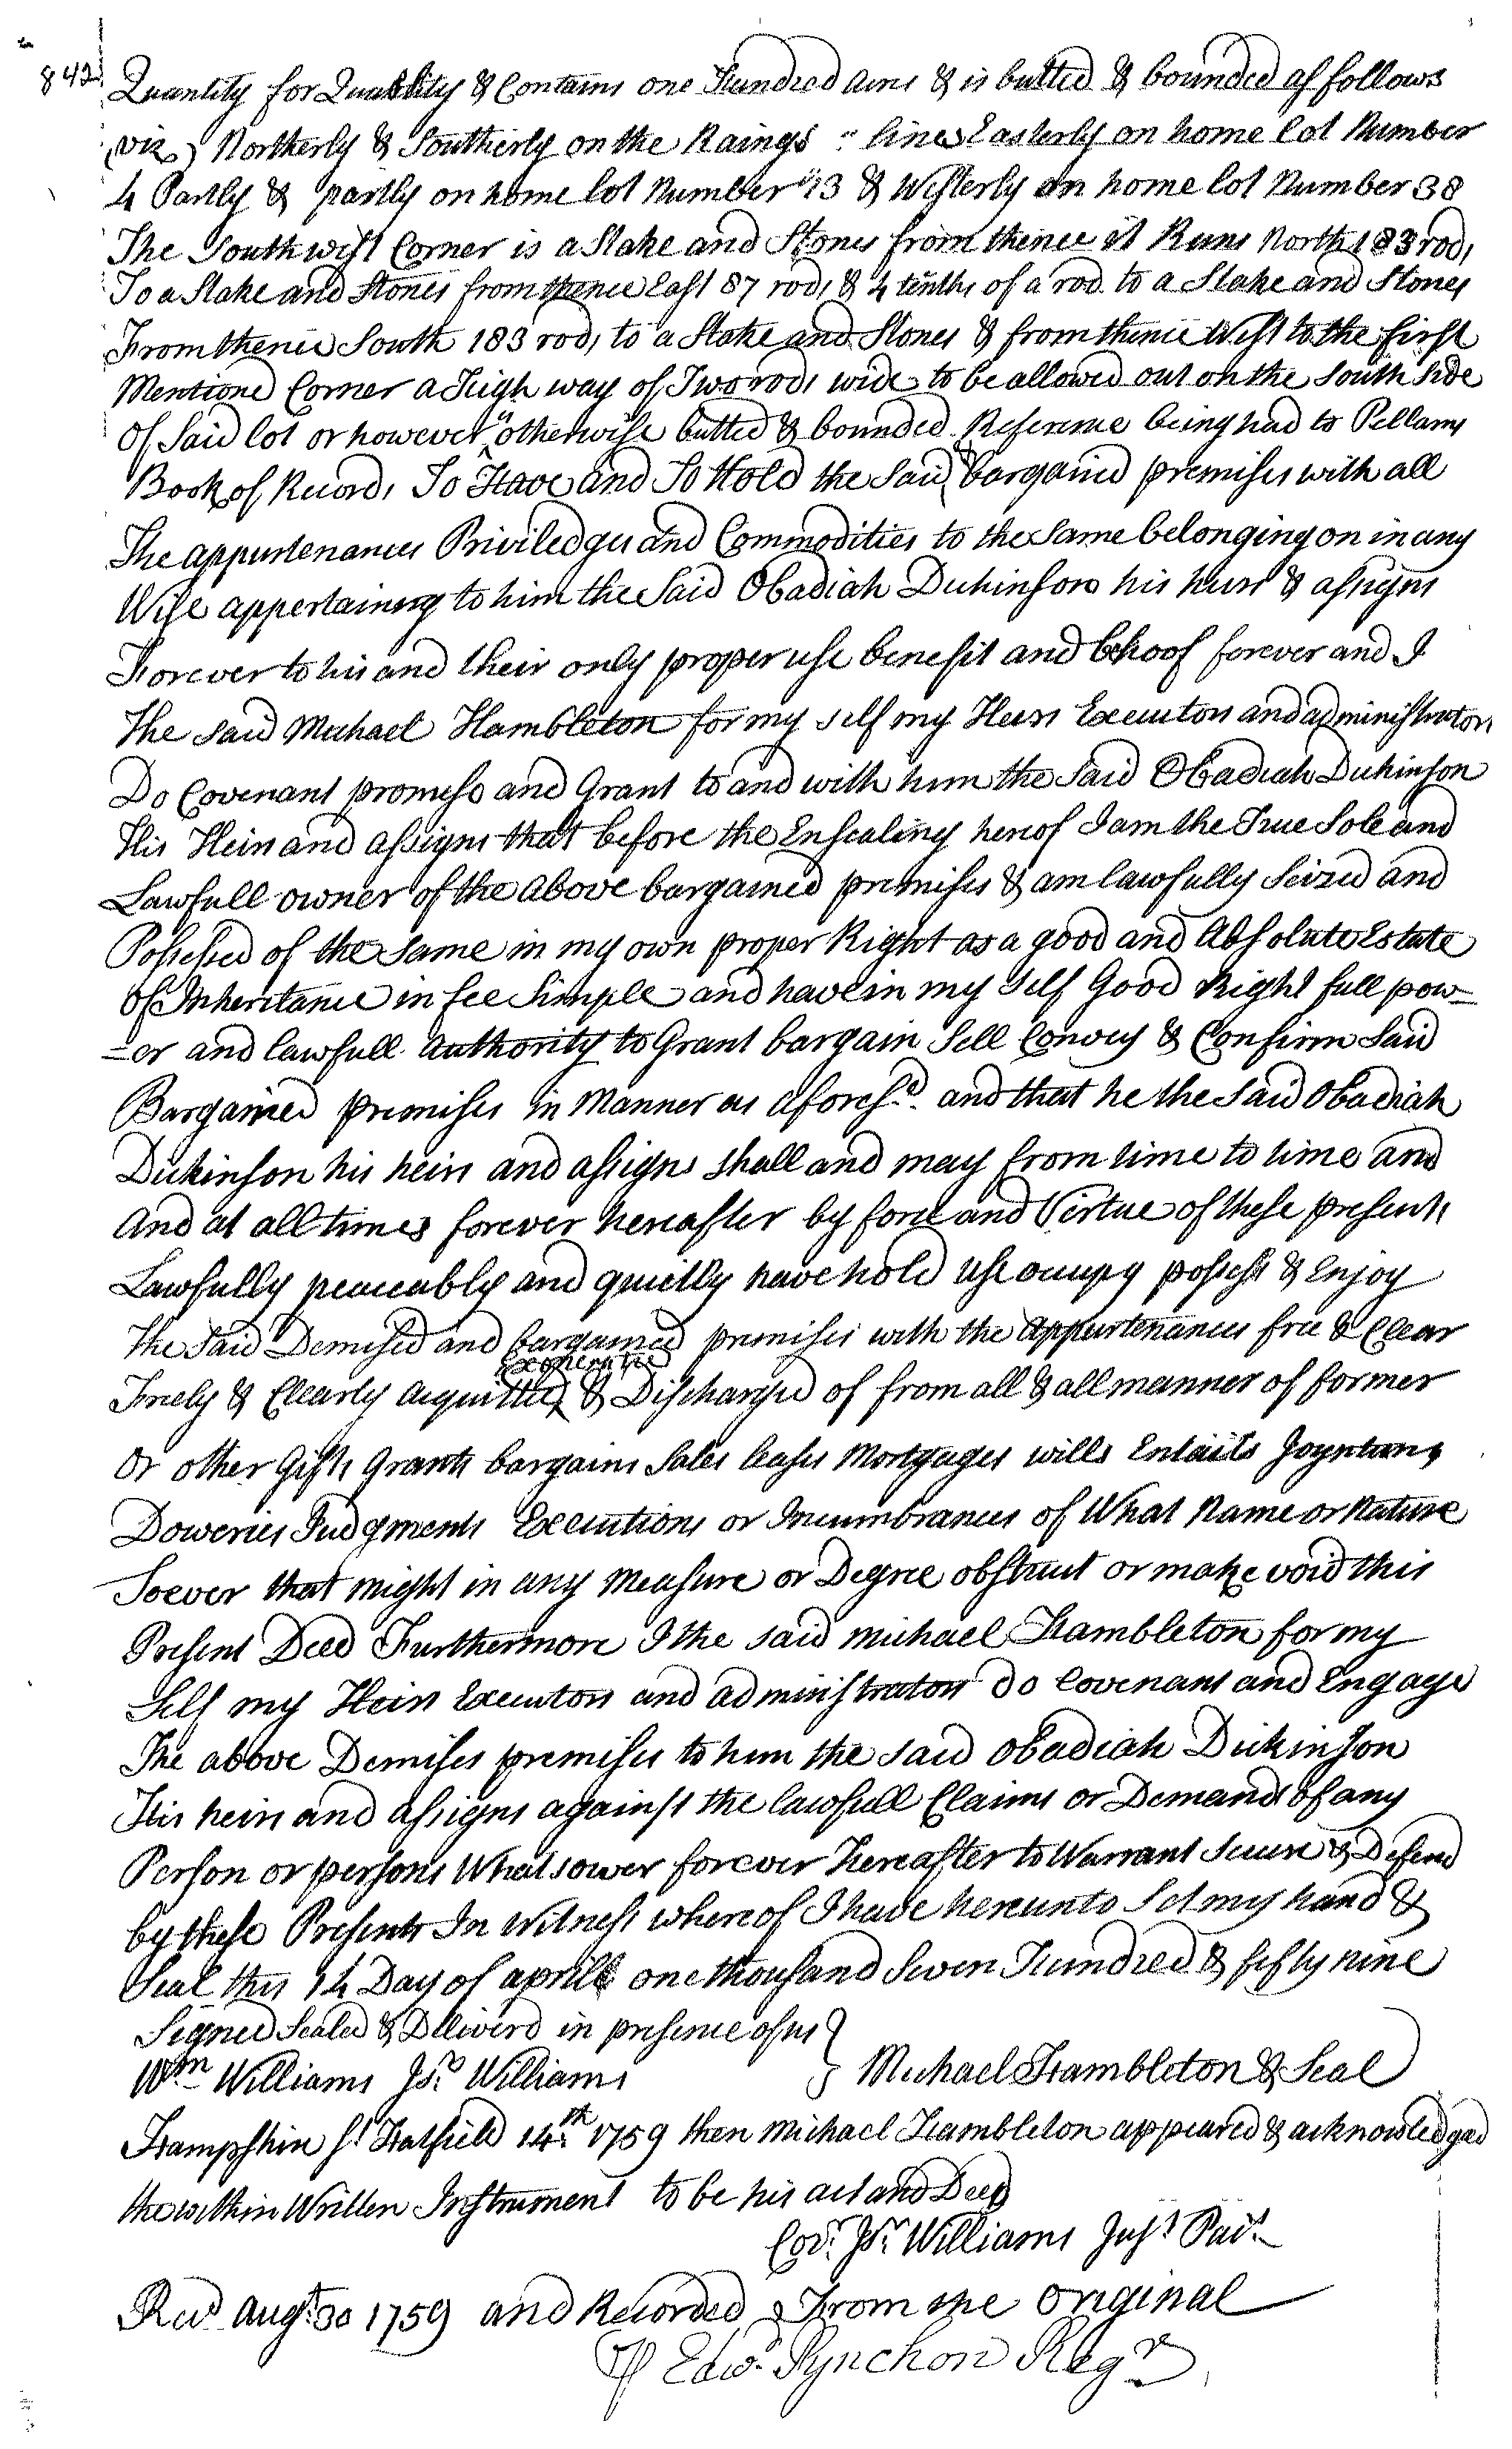 842
Quantity for Quallity & Contains one Hundred acres & is butted & bounded as follows
(viz) Northerly & Southerly on the Raings lines Easterly on home lot Number
4 Partly & partly on home lot Number 43 & Westerly on home lot Number 38
The Southwest Corner is a Stake and Stones from thence it Runs North 183 rods
To a Stake and Stones from thence East 87 rods & 4 tenths of a rod to a Stake and Stones
From thence South 183 rods to a Stake and Stones & from thence West to the first
Mentioned Corner a High way of Two rods wide to be allowed out on the South side
Of Said lot or however otherwise butted & bounded Reference being had to Pellams
Book of Records To Have and To Hold the Said bargained premises with all
The appurtenances Priviledges and Commodities to the Same belonging or in any
Wise appertaining to him the Said Obadiah Dickinson his heirs & assigns
Forever to his and their only proper use benefit and behoof forever and I
The said Michael Hambleton for my self my Heirs Executors and administrators
Do Covenant promise and Grant to and with him the Said Obadiah Dickinson
His Heirs and assigns that before the Ensealing hereof I am the True Sole and
Lawfull owner of the above bargained premises & am lawfully Seized and
Possessed of the Same in my own proper Right as a good and Absolute Estate
Of Inheritance in fee Simple and have in my Self Good Right full pow=
=er and lawfull authority to Grant bargain Sell Convey & Confirm Said
Bargained premises in Manner as afores.d and that he the Said Obadiah
Dickinson his heirs and assigns shall and may from time to time and
And at all times forever hereafter by force and Virtue of these presents
Lawfully peaceably and quietly have hold use occupy possess & Enjoy
The Said Demised and bargained premises with the appurtenances free & Clear
Exonerated
Freely & Clearly acquitted & Discharged of from all & all manner of former
Or other Gifts Grants bargains Sales leases Mortgages wills Entails Joyntures
Doweries Judgments Executions or Incumbrances of What Name or Nature
Soever that might in any Measure or Degree obstruct or make void this
Present Deed Furthermore I the said Michael Hambleton for my
Self my Heirs Executors and administrators do Covenant and Engage
The above Demises premises to him the said Obadiah Dickinson
His heirs and assigns against the lawfull Claims or Demands of any
Person or persons Whatsoever forever hereafter to Warrant Secure & Defend
by these Presents In Witness whereof I have hereunto Set my hand &
Seal this 14 Day of aprill one thousand Seven Hundred & fifty nine
Signed Sealed & Deliverd in presence of us }
W.m Williams Js.r Williams } Michael Hambleton & Seal
Hampshire Ss Hatfield 14.th 1759 then Michael Hambleton appeared & acknowledged
the within Written Instrument to be his act and Deed
Cor.m Js.r Williams Just Pacis
Rec.d Aug.t 30 1759 and Recorded From the Original
P Edw.d Pynchon Reg.r